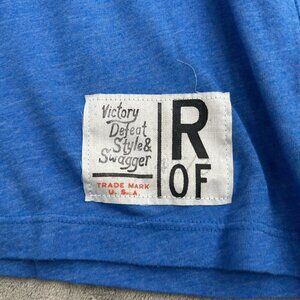 Victory
Defeat
Style &
Swagger
TRADE MARK
U.S.A.
R
OF